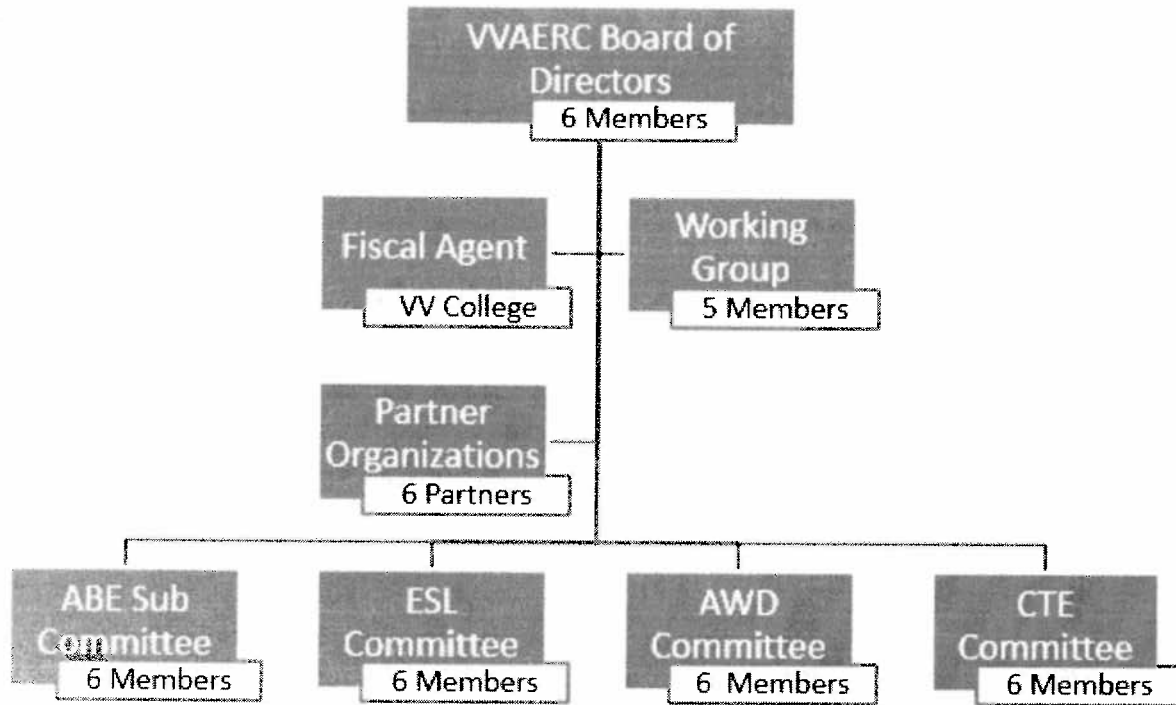 VVAERC Board of
Directors
6 Members
Fiscal Agent
VV College
Working
Group
5 Members
Partner
Organizations
6 Partners
ABE Sub
Committee
6 Members
ESL
Committee
6 Members
AWD
Committee
6 Members
CTE
Committee
6 Members